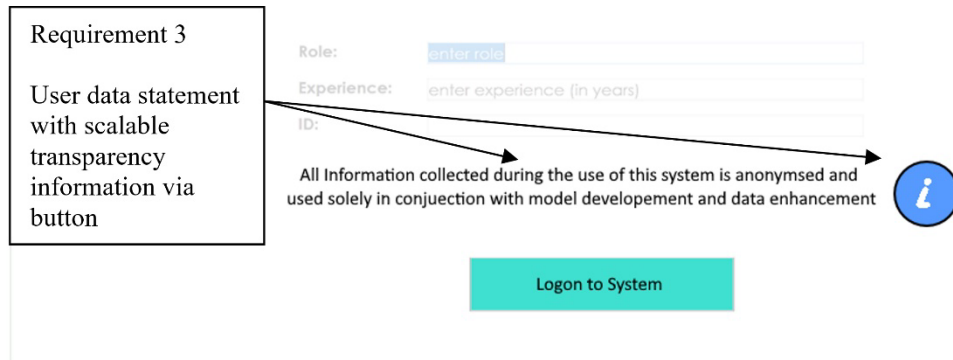 Requirement 3
User data statement
with scalable
transparency
information via
button
Role:
enter role
Experience:
enter experience (in years)
ID:
All Information collected during the use of this system is anonymsed and
used solely in conjuection with model developement and data enhancement
i
Logon to System